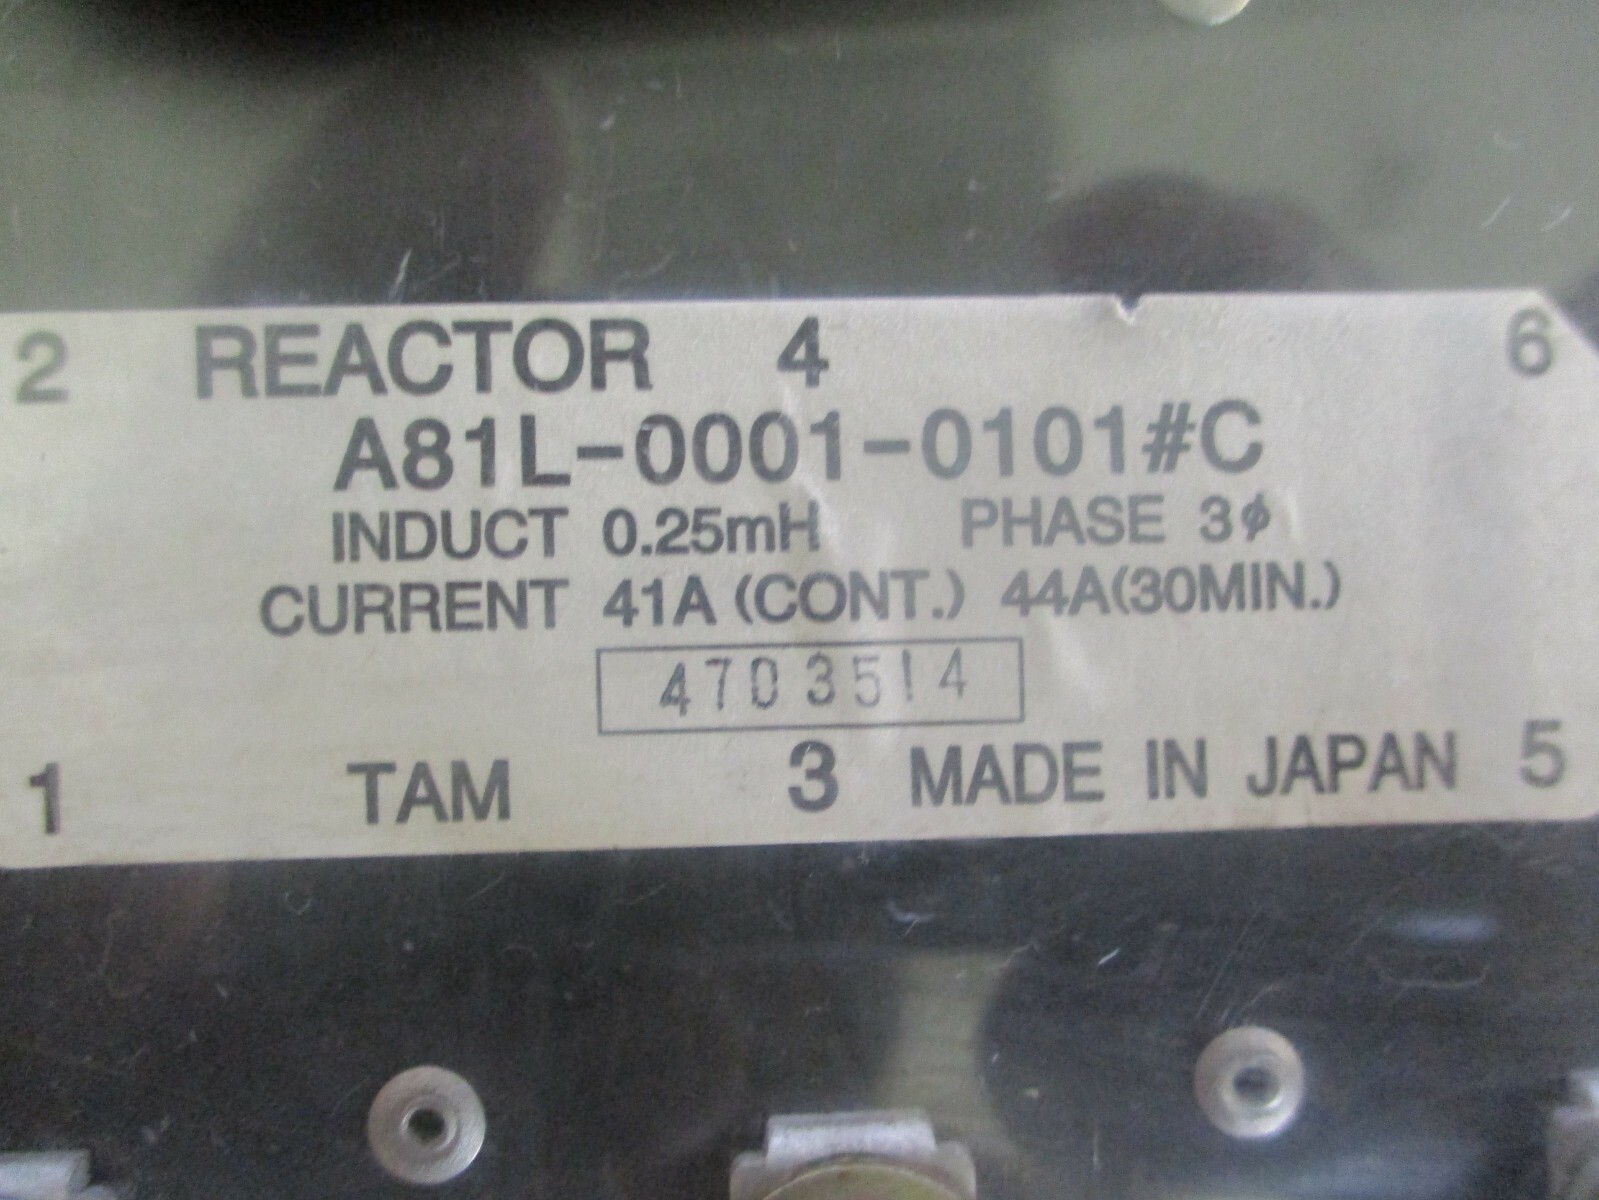 2 REACTOR 4 6
A81L-0001-0101#C
INDUCT 0.25mH PHASE 3φ
CURRENT 41A (CONT.) 44A(30MIN.)
4703514
1 TAM 3 MADE IN JAPAN 5